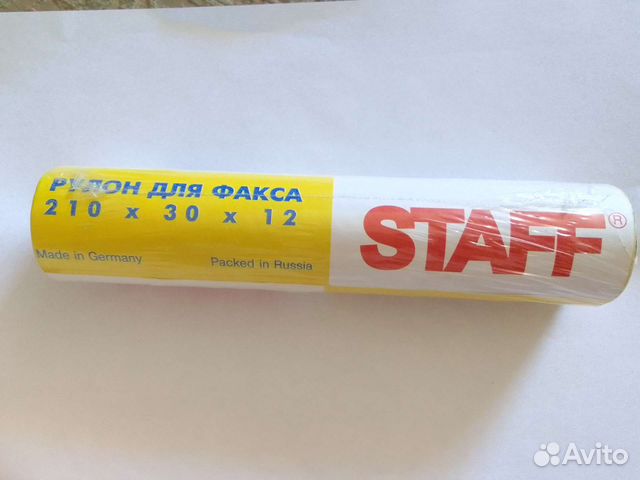 РУЛОН ДЛЯ ФАКСА
210 x 30 x 12
Made in Germany Packed in Russia
STAFF®
Avito